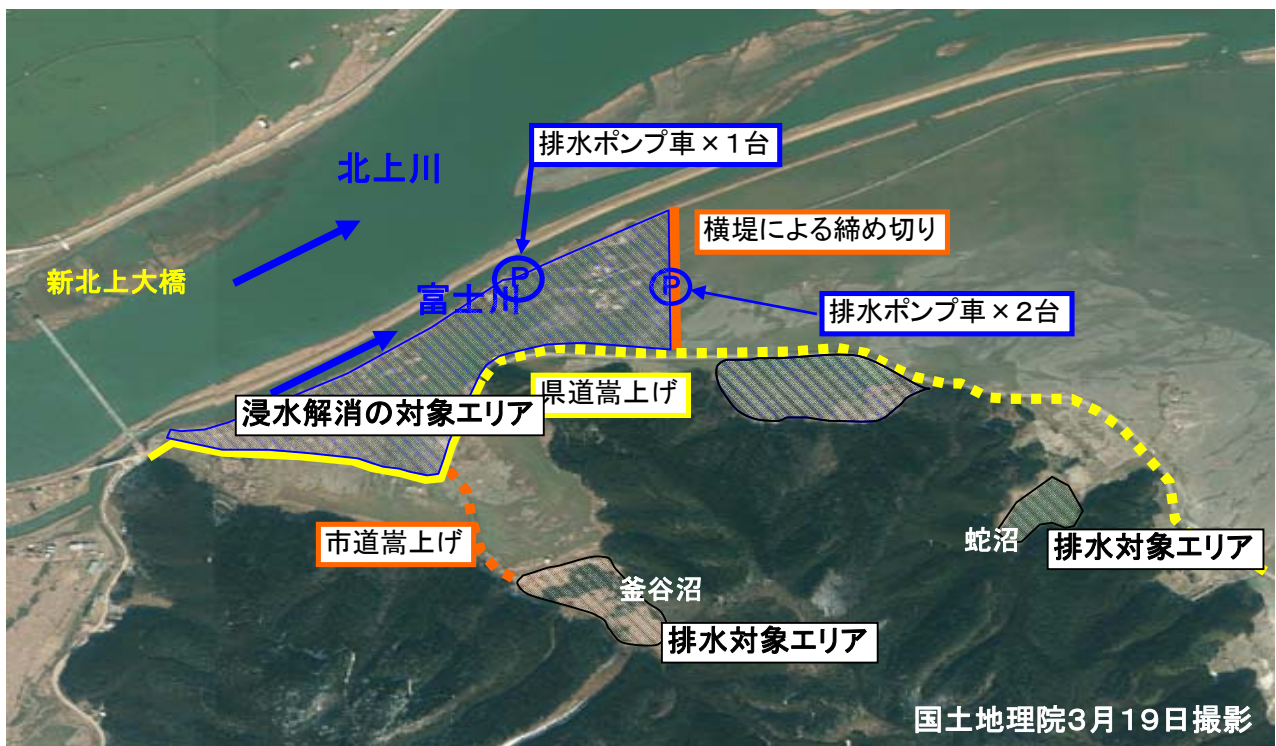 排水ポンプ車×1台
北上川
横堤による締め切り
新北上大橋
P
富士川
P
排水ポンプ車×2台
県道嵩上げ
浸水解消の対象エリア
市道嵩上げ
蛇沼
排水対象エリア
釜谷沼
排水対象エリア
国土地理院3月19日撮影